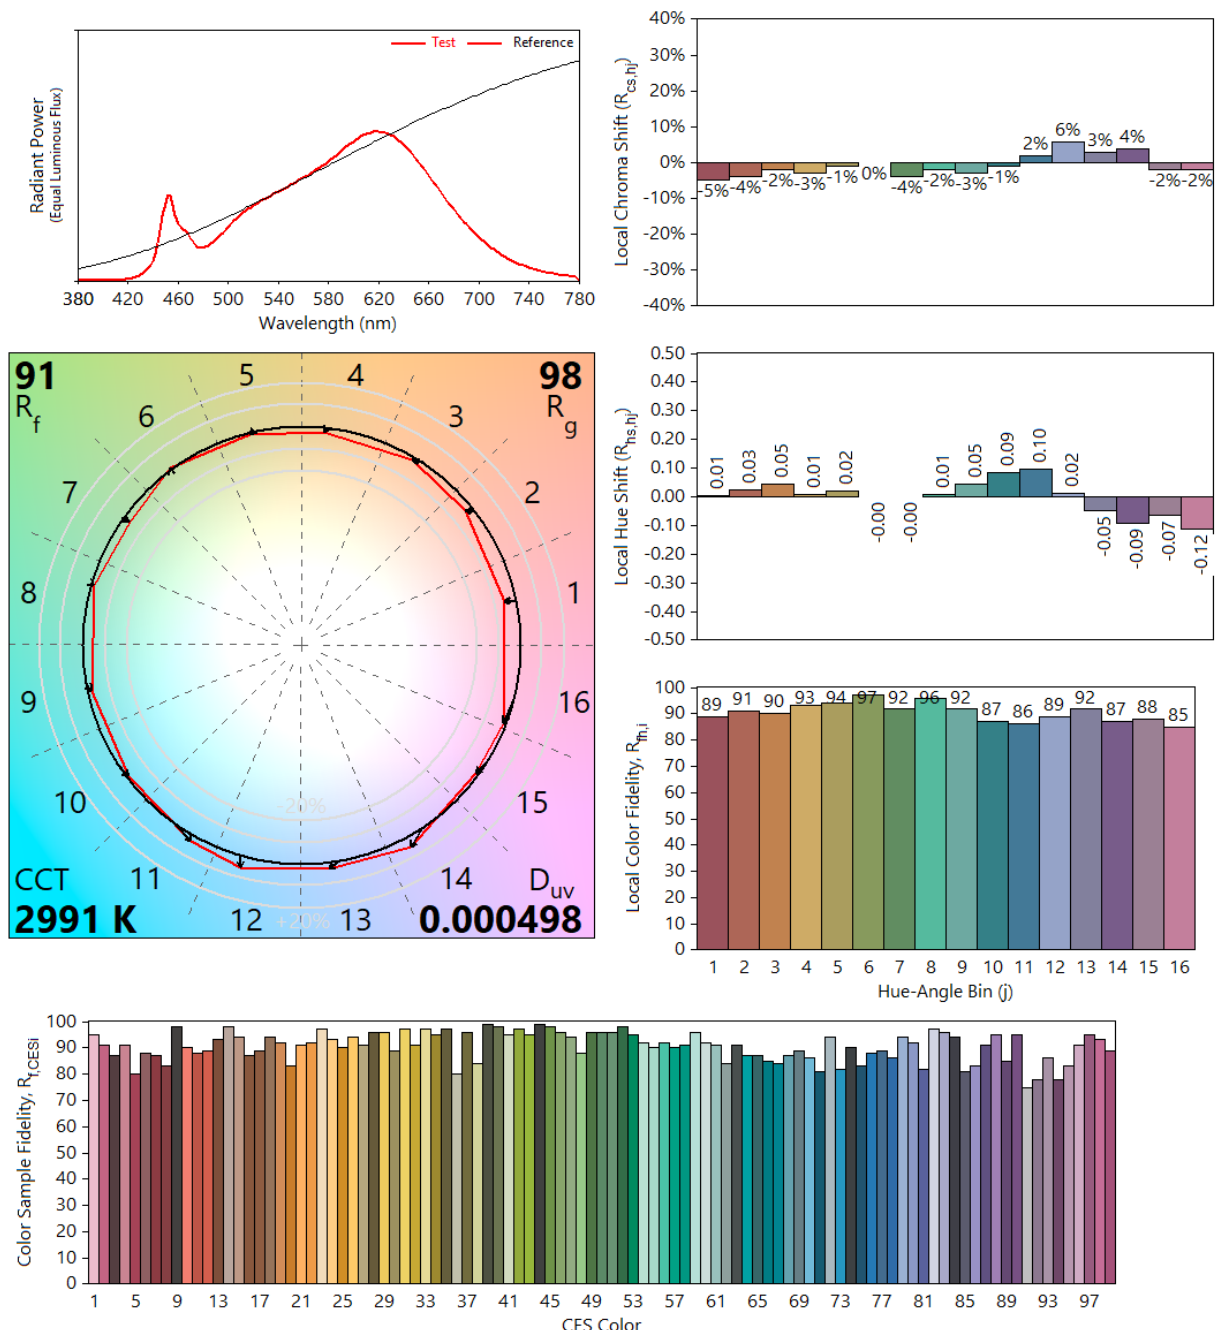 Test
Reference
Radiant Power
(Equal Luminous Flux)
380 420 460 500 540 580 620 660 700 740 780
Wavelength (nm)
40%
30%
20%
10%
0%
-10%
-20%
-30%
-40%
Local Chroma Shift (Rcs,hj)
-5% -4% -2% -3% -1% 0% -4% -2% -3% -1% 2% 6% 3% 4% -2% -2%
91
Rf
98
Rg
5 4
6 3
7 2
8 1
9 16
10 15
11 14
12 13
-20%
+20%
CCT
2991 K
Duv
0.000498
0.50
0.40
0.30
0.20
0.10
0.00
-0.10
-0.20
-0.30
-0.40
-0.50
Local Hue Shift (Rhs,hj)
0.01 0.03 0.05 0.01 0.02 -0.00 -0.00 0.01 0.05 0.09 0.10 0.02 -0.05 -0.09 -0.07 -0.12
100
90
80
70
60
50
40
30
20
10
0
Local Color Fidelity, Rfh,i
89 91 90 93 94 97 92 96 92 87 86 89 92 87 88 85
1 2 3 4 5 6 7 8 9 10 11 12 13 14 15 16
Hue-Angle Bin (j)
100
90
80
70
60
50
40
30
20
10
0
Color Sample Fidelity, Rf,CESi
1 5 9 13 17 21 25 29 33 37 41 45 49 53 57 61 65 69 73 77 81 85 89 93 97
CES Color